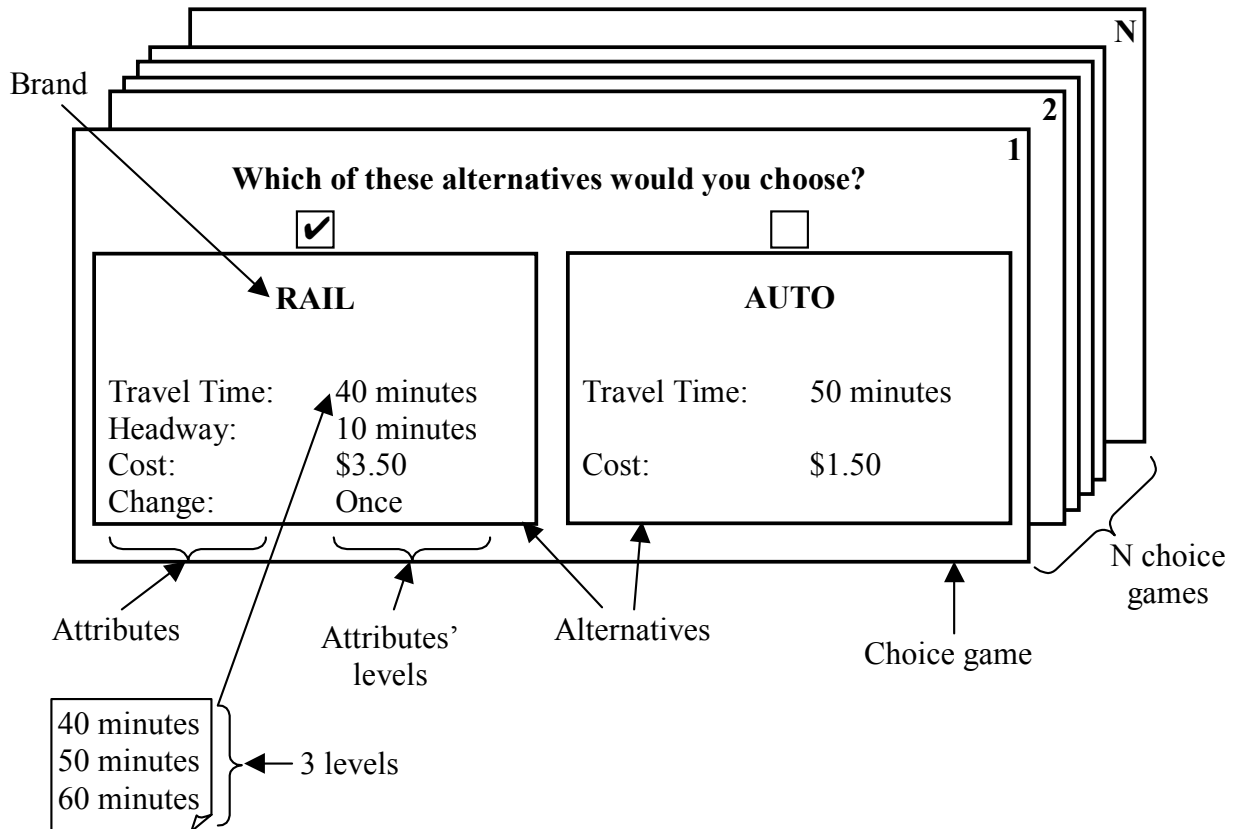 N
Brand
2
1
Which of these alternatives would you choose?
✔
RAIL
Travel Time: 40 minutes
Headway: 10 minutes
Cost: $3.50
Change: Once
AUTO
Travel Time: 50 minutes
Cost: $1.50
N choice
games
Attributes
Attributes’
levels
Alternatives
Choice game
40 minutes
50 minutes
60 minutes
3 levels